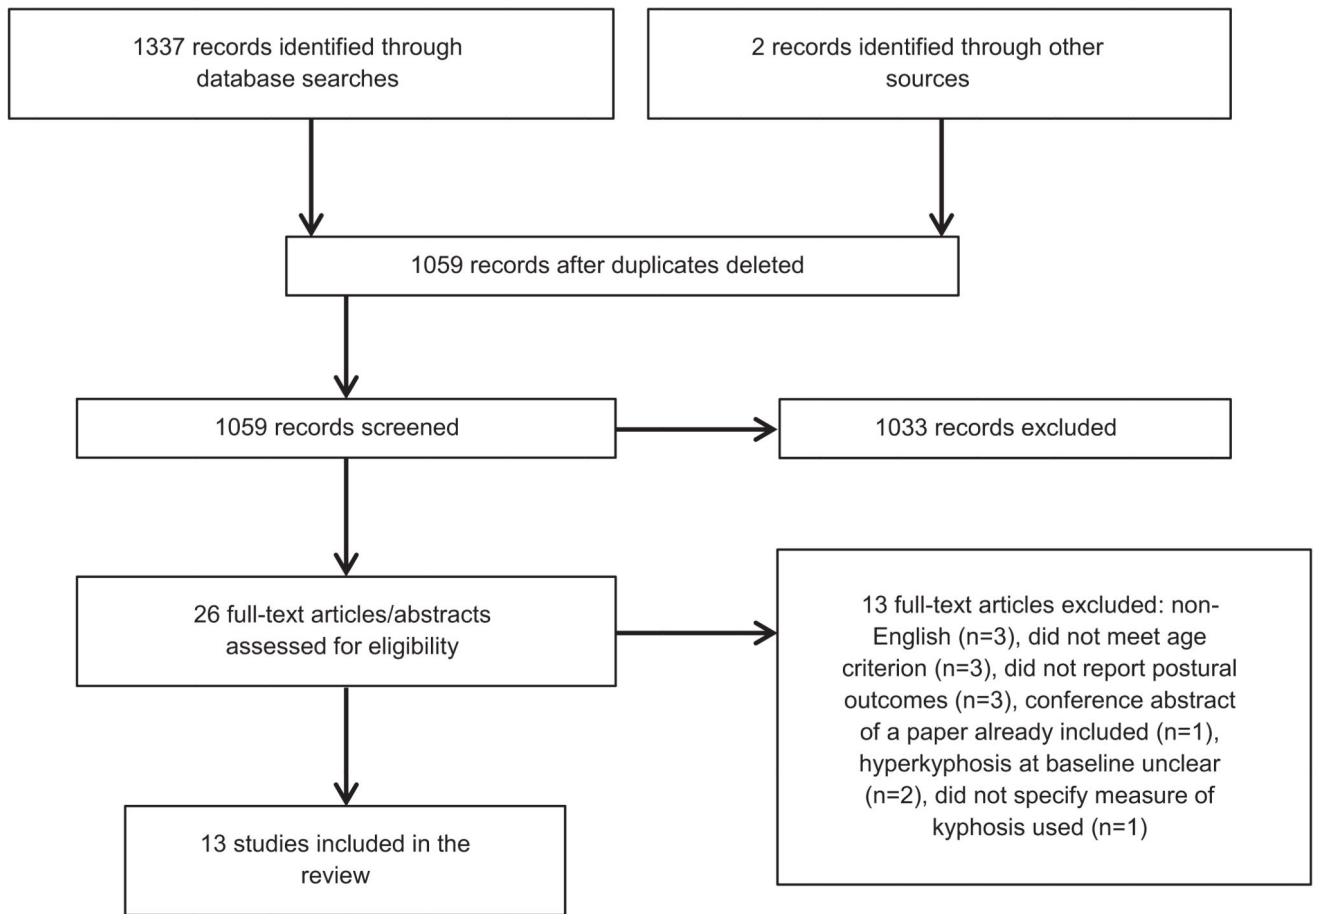 1337 records identified through
database searches
2 records identified through other
sources
1059 records after duplicates deleted
1059 records screened
1033 records excluded
26 full-text articles/abstracts
assessed for eligibility
13 full-text articles excluded: non-
English (n=3), did not meet age
criterion (n=3), did not report postural
outcomes (n=3), conference abstract
of a paper already included (n=1),
hyperkyphosis at baseline unclear
(n=2), did not specify measure of
kyphosis used (n=1)
13 studies included in the
review